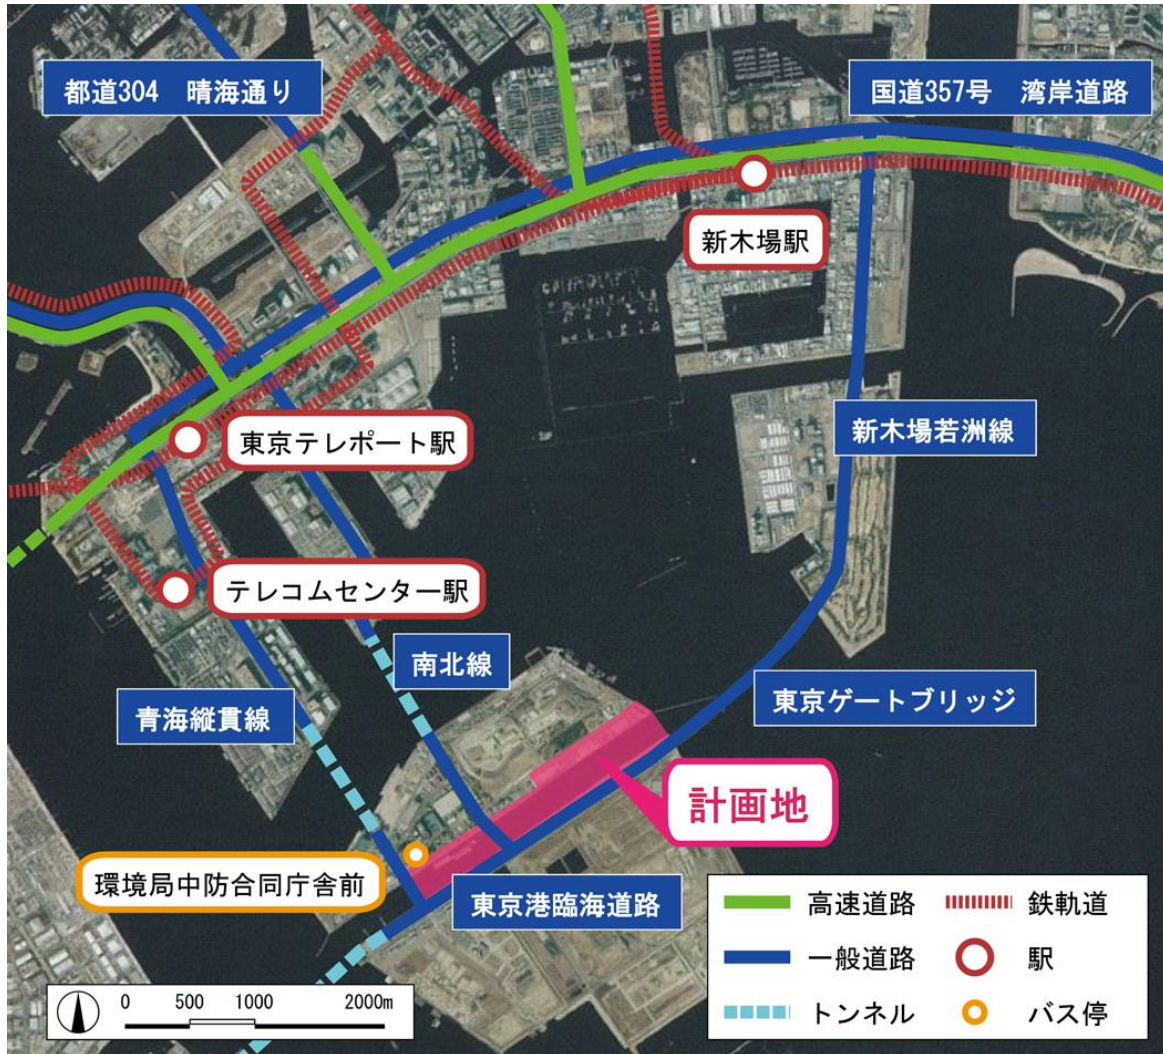 都道304 晴海通り
国道357号 湾岸道路
新木場駅
新木場若洲線
東京テレポート駅
テレコムセンター駅
南北線
青海縦貫線
東京ゲートブリッジ
計画地
環境局中防合同庁舎前
東京港臨海道路
高速道路
鉄軌道
一般道路
駅
トンネル
バス停
0 500 1000 2000m